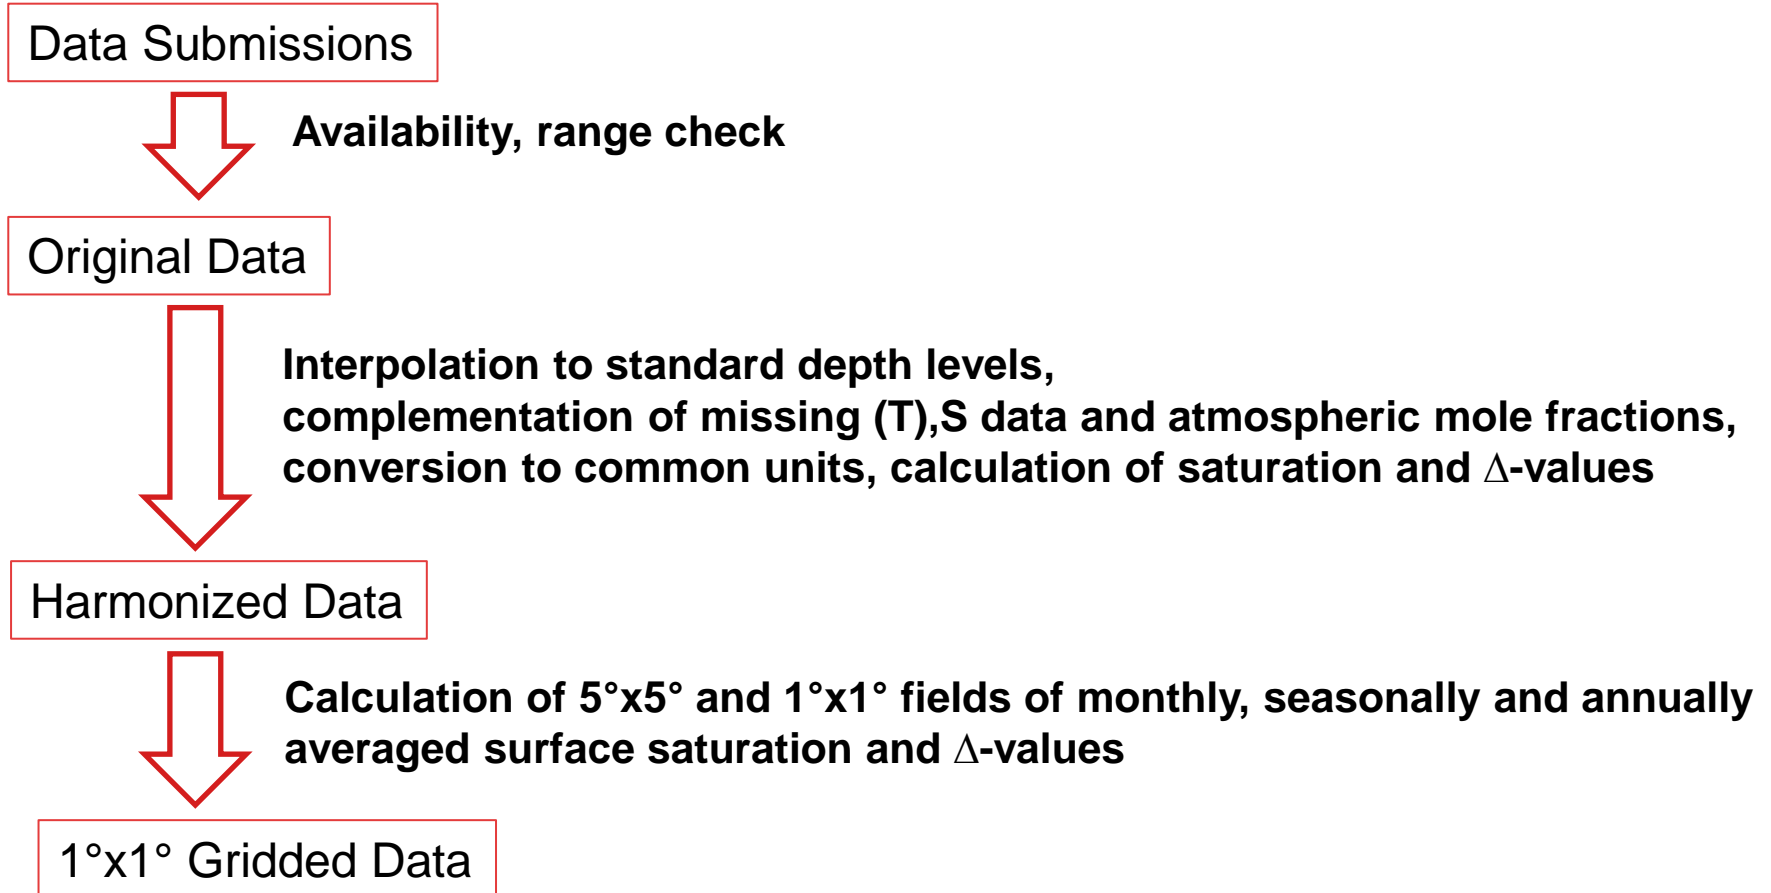 Data Submissions
Availability, range check
Original Data
Interpolation to standard depth levels,
complementation of missing (T),S data and atmospheric mole fractions,
conversion to common units, calculation of saturation and Δ-values
Harmonized Data
Calculation of 5°x5° and 1°x1° fields of monthly, seasonally and annually
averaged surface saturation and Δ-values
1°x1° Gridded Data